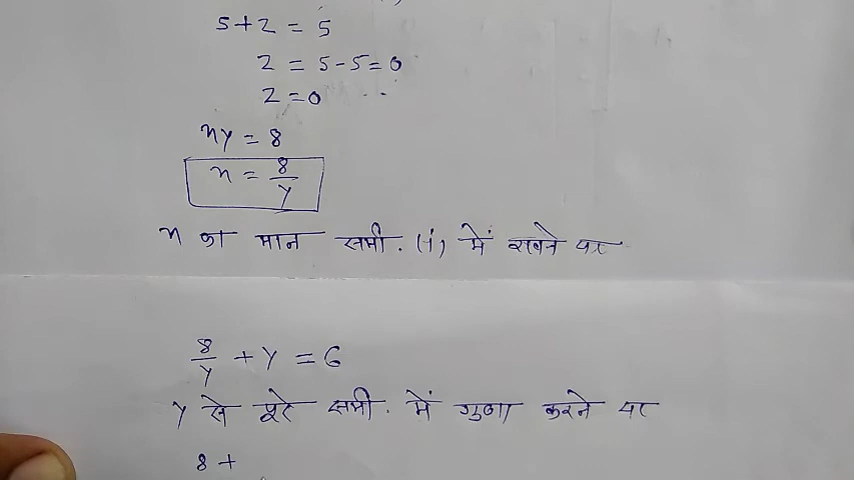 5+z = 5
z = 5-5=0
z=0
xy = 8
x = 8/y
x का मान समी. (i) में रखने पर
8/y + y = 6
y से पूरे समी. में गुणा करने पर
8 +